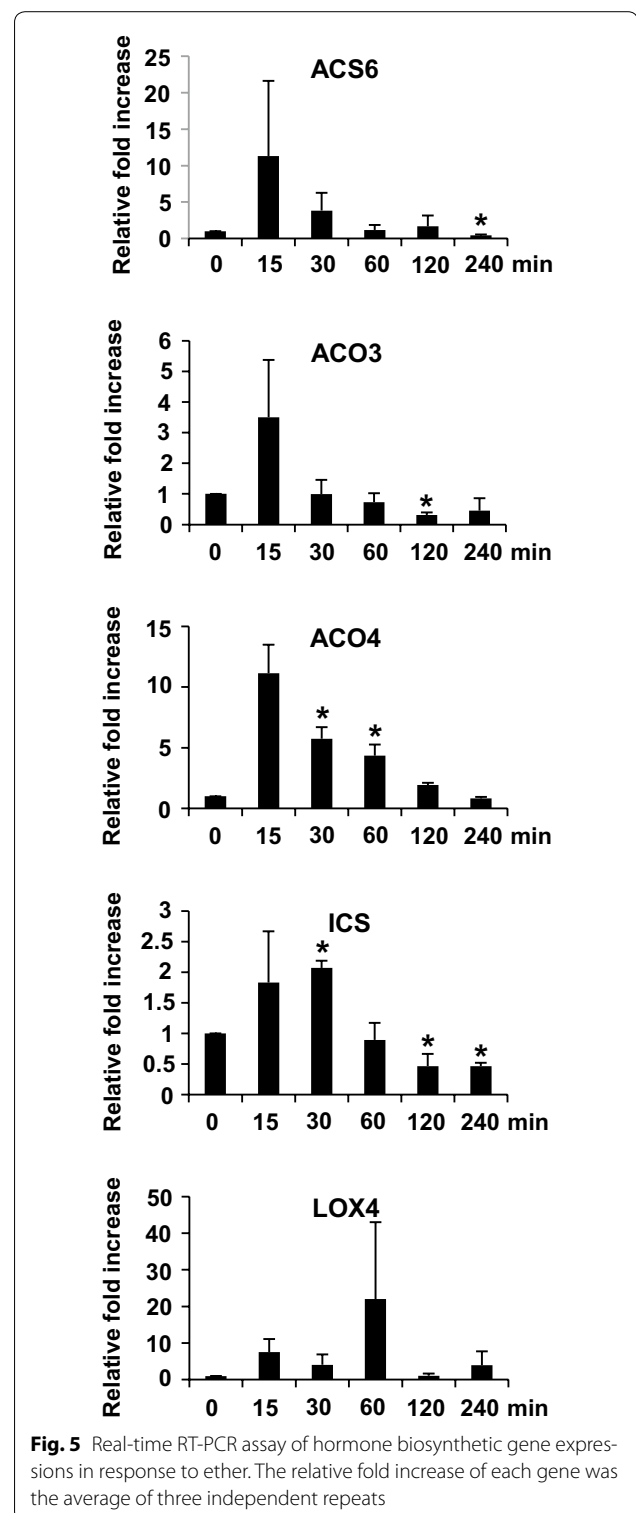 Relative fold increase
ACS6
25
20
15
10
5
0
*
0 15 30 60 120 240 min
Relative fold increase
ACO3
6
5
4
3
2
1
0
*
0 15 30 60 120 240 min
Relative fold increase
ACO4
15
10
5
0
* *
0 15 30 60 120 240 min
Relative fold increase
ICS
3
2.5
2
1.5
1
0.5
0
*
* *
0 15 30 60 120 240 min
Relative fold increase
LOX4
50
40
30
20
10
0
0 15 30 60 120 240 min
Fig. 5 Real-time RT-PCR assay of hormone biosynthetic gene expres-
sions in response to ether. The relative fold increase of each gene was
the average of three independent repeats